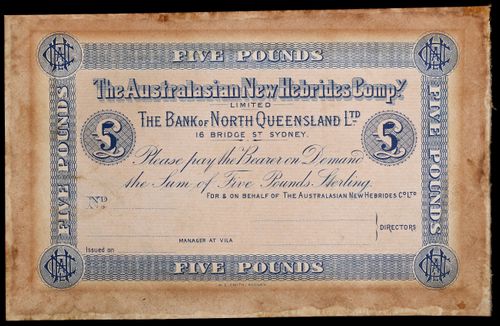 FIVE POUNDS
The Australasian New Hebrides Compy.
LIMITED
THE BANK OF NORTH QUEENSLAND LTD
16 BRIDGE ST SYDNEY.
£5 £5
Please pay the Bearer on Demand
the Sum of Five Pounds Sterling.
FOR & ON BEHALF OF THE AUSTRALASIAN NEW HEBRIDES CO LTD
No.
DIRECTORS
MANAGER AT VILA
Issued on
FIVE POUNDS
FIVE POUNDS
FIVE POUNDS